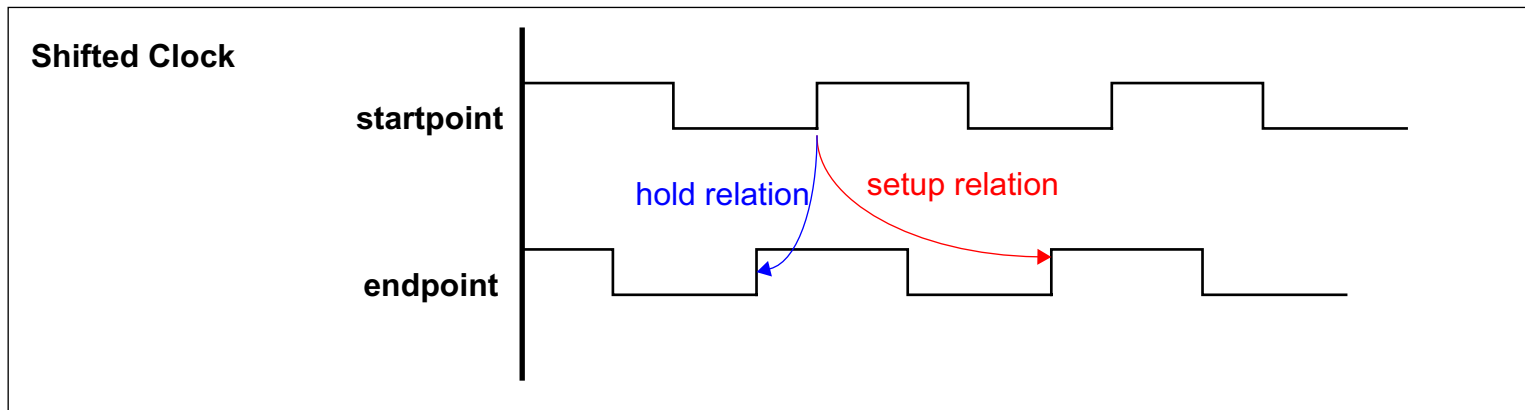 Shifted Clock
startpoint
hold relation
setup relation
endpoint